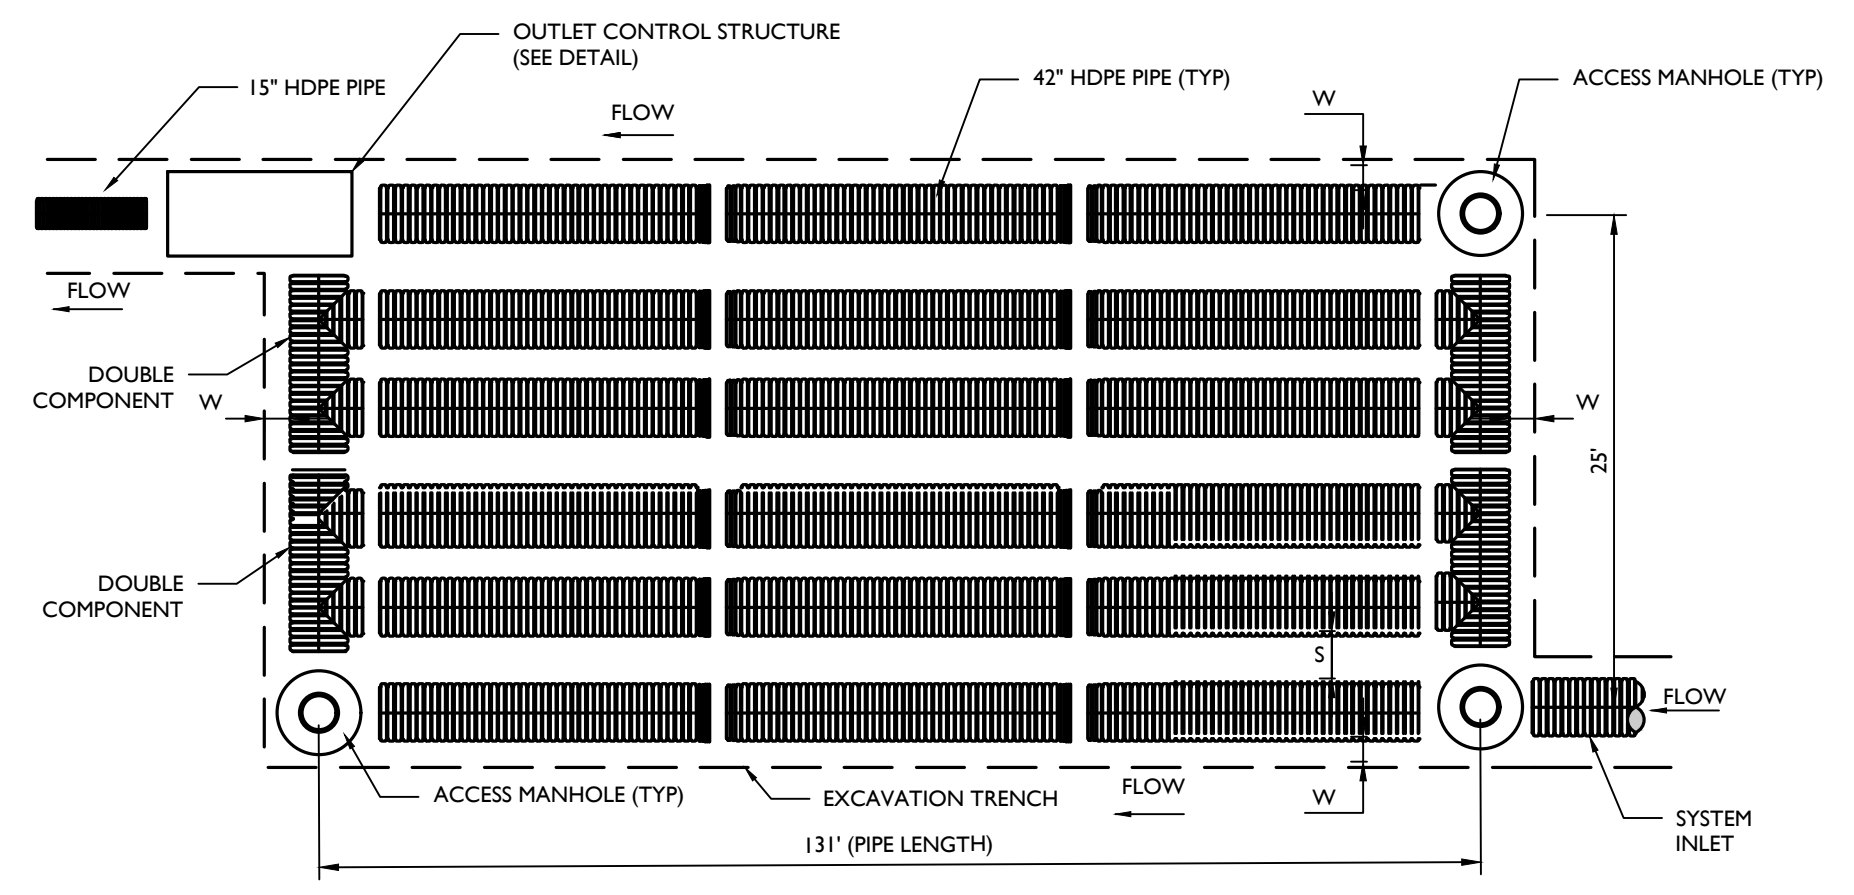 OUTLET CONTROL STRUCTURE
(SEE DETAIL)
15" HDPE PIPE
42" HDPE PIPE (TYP)
ACCESS MANHOLE (TYP)
W
FLOW
FLOW
DOUBLE
COMPONENT
W
W
25'
DOUBLE
COMPONENT
S
FLOW
ACCESS MANHOLE (TYP)
EXCAVATION TRENCH
FLOW
W
SYSTEM
INLET
131' (PIPE LENGTH)